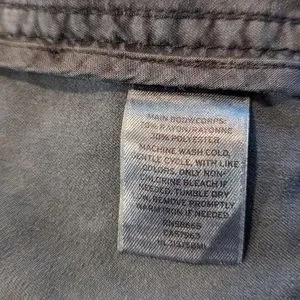 MAIN BODY/CORPS:
70% RAYON/RAYONNE
30% POLYESTER
MACHINE WASH COLD,
GENTLE CYCLE, WITH LIKE
COLORS, ONLY NON-
CHLORINE BLEACH IF
NEEDED. TUMBLE DRY
LOW, REMOVE PROMPTLY
WARM IRON IF NEEDED.